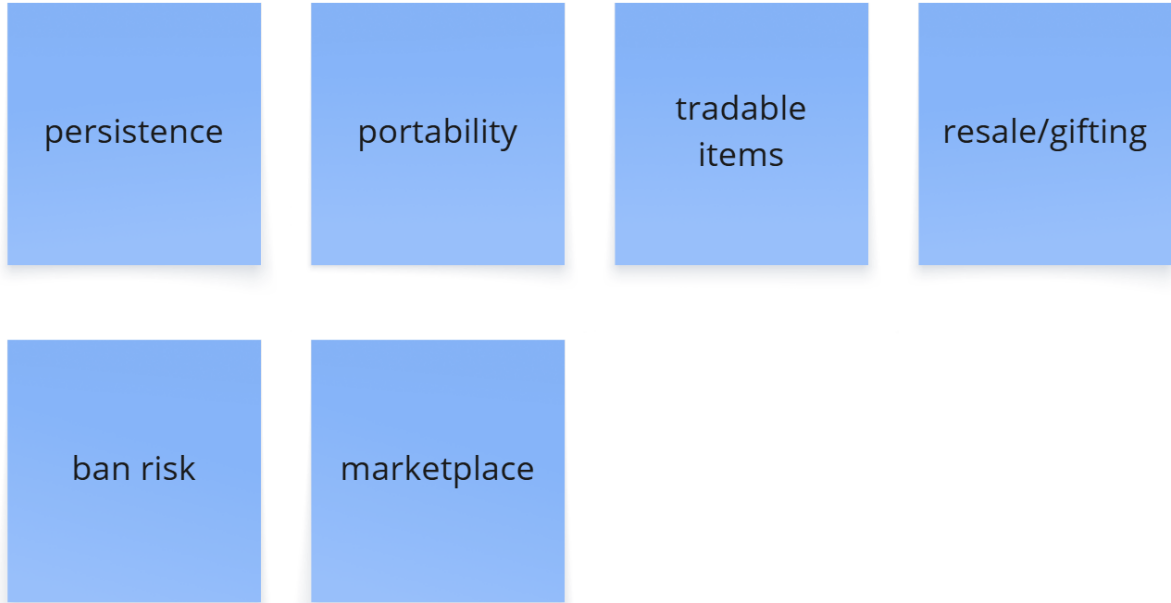 persistence
portability
tradable
items
resale/gifting
ban risk
marketplace